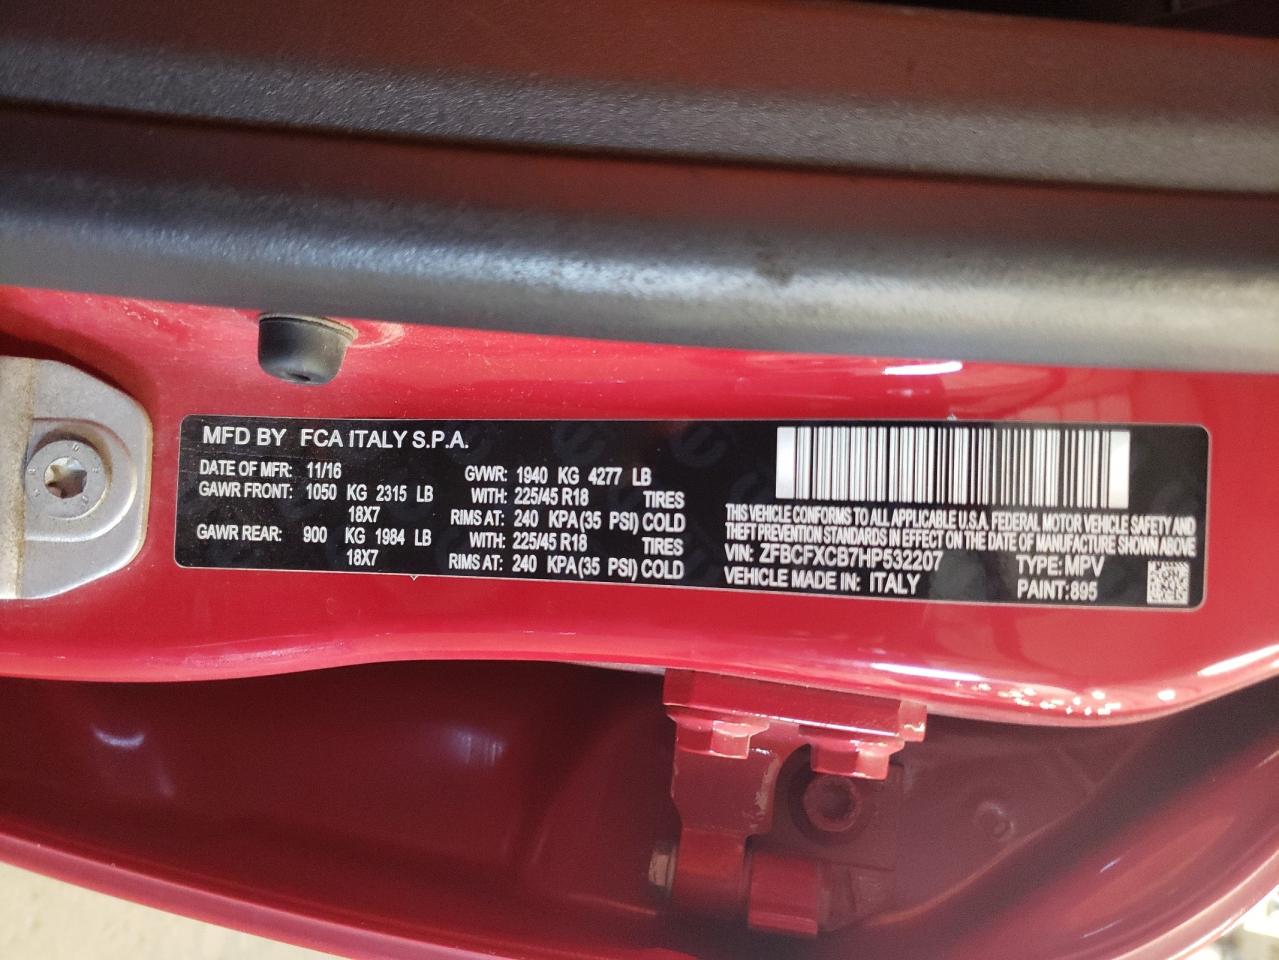 MFD BY FCA ITALY S.P.A.
DATE OF MFR: 11/16
GAWR FRONT: 1050 KG 2315 LB
18X7
GAWR REAR: 900 KG 1984 LB
18X7
GVWR: 1940 KG 4277 LB
WITH: 225/45 R18 TIRES
RIMS AT: 240 KPA(35 PSI) COLD
WITH: 225/45 R18 TIRES
RIMS AT: 240 KPA(35 PSI) COLD
THIS VEHICLE CONFORMS TO ALL APPLICABLE U.S.A. FEDERAL MOTOR VEHICLE SAFETY AND
THEFT PREVENTION STANDARDS IN EFFECT ON THE DATE OF MANUFACTURE SHOWN ABOVE
VIN: ZFBCFXCB7HP532207 TYPE: MPV
VEHICLE MADE IN: ITALY PAINT:895